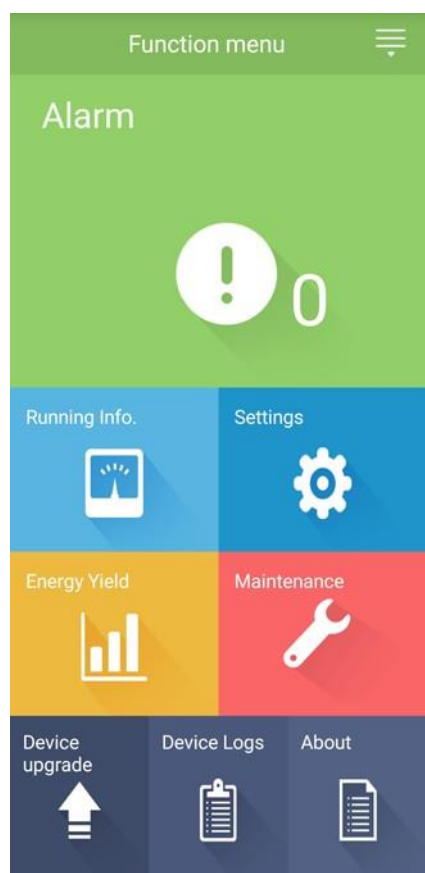 Function menu
Alarm
0
Running Info.
Settings
Energy Yield
Maintenance
Device
upgrade
Device Logs
About